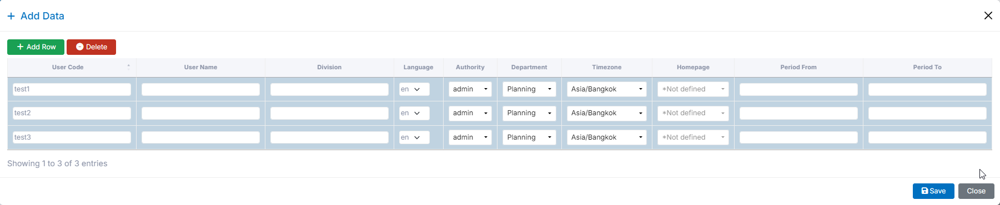 + Add Data
+ Add Row Delete
User Code User Name Division Language Authority Department Timezone Homepage Period From Period To
test1 en admin Planning Asia/Bangkok *Not defined
test2 en admin Planning Asia/Bangkok *Not defined
test3 en admin Planning Asia/Bangkok *Not defined
Showing 1 to 3 of 3 entries
Save Close